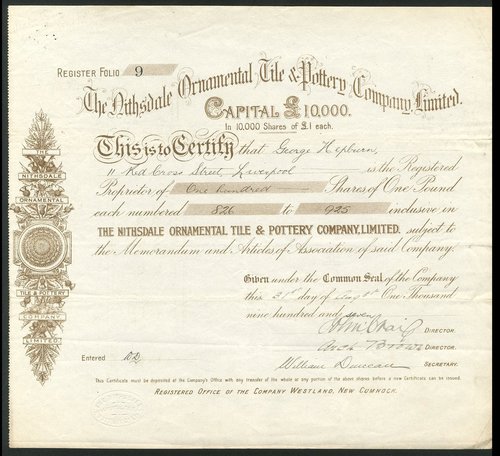 REGISTER FOLIO 9
The Nithsdale Ornamental Tile & Pottery Company, Limited.
CAPITAL £10,000.
In 10,000 Shares of £1 each.
This is to Certify that George Hepburn,
11 Red Cross Street, Liverpool is the Registered
Proprietor of One hundred Shares of One Pound
each numbered 826 to 925 inclusive in
THE NITHSDALE ORNAMENTAL TILE & POTTERY COMPANY, LIMITED. subject to
the Memorandum and Articles of Association of said Company.
THE
NITHSDALE
ORNAMENTAL
TILE & POTTERY
COMPANY
LIMITED.
Given under the Common Seal of the Company
this 21st day of Augst One Thousand
nine hundred and seven
DIRECTOR.
Arch Brown DIRECTOR.
William Duncan SECRETARY.
Entered
This Certificate must be deposited at the Company's Office with any transfer of the whole or any portion of the above shares before a new Certificate can be issued.
REGISTERED OFFICE OF THE COMPANY WESTLAND, NEW CUMNOCK.